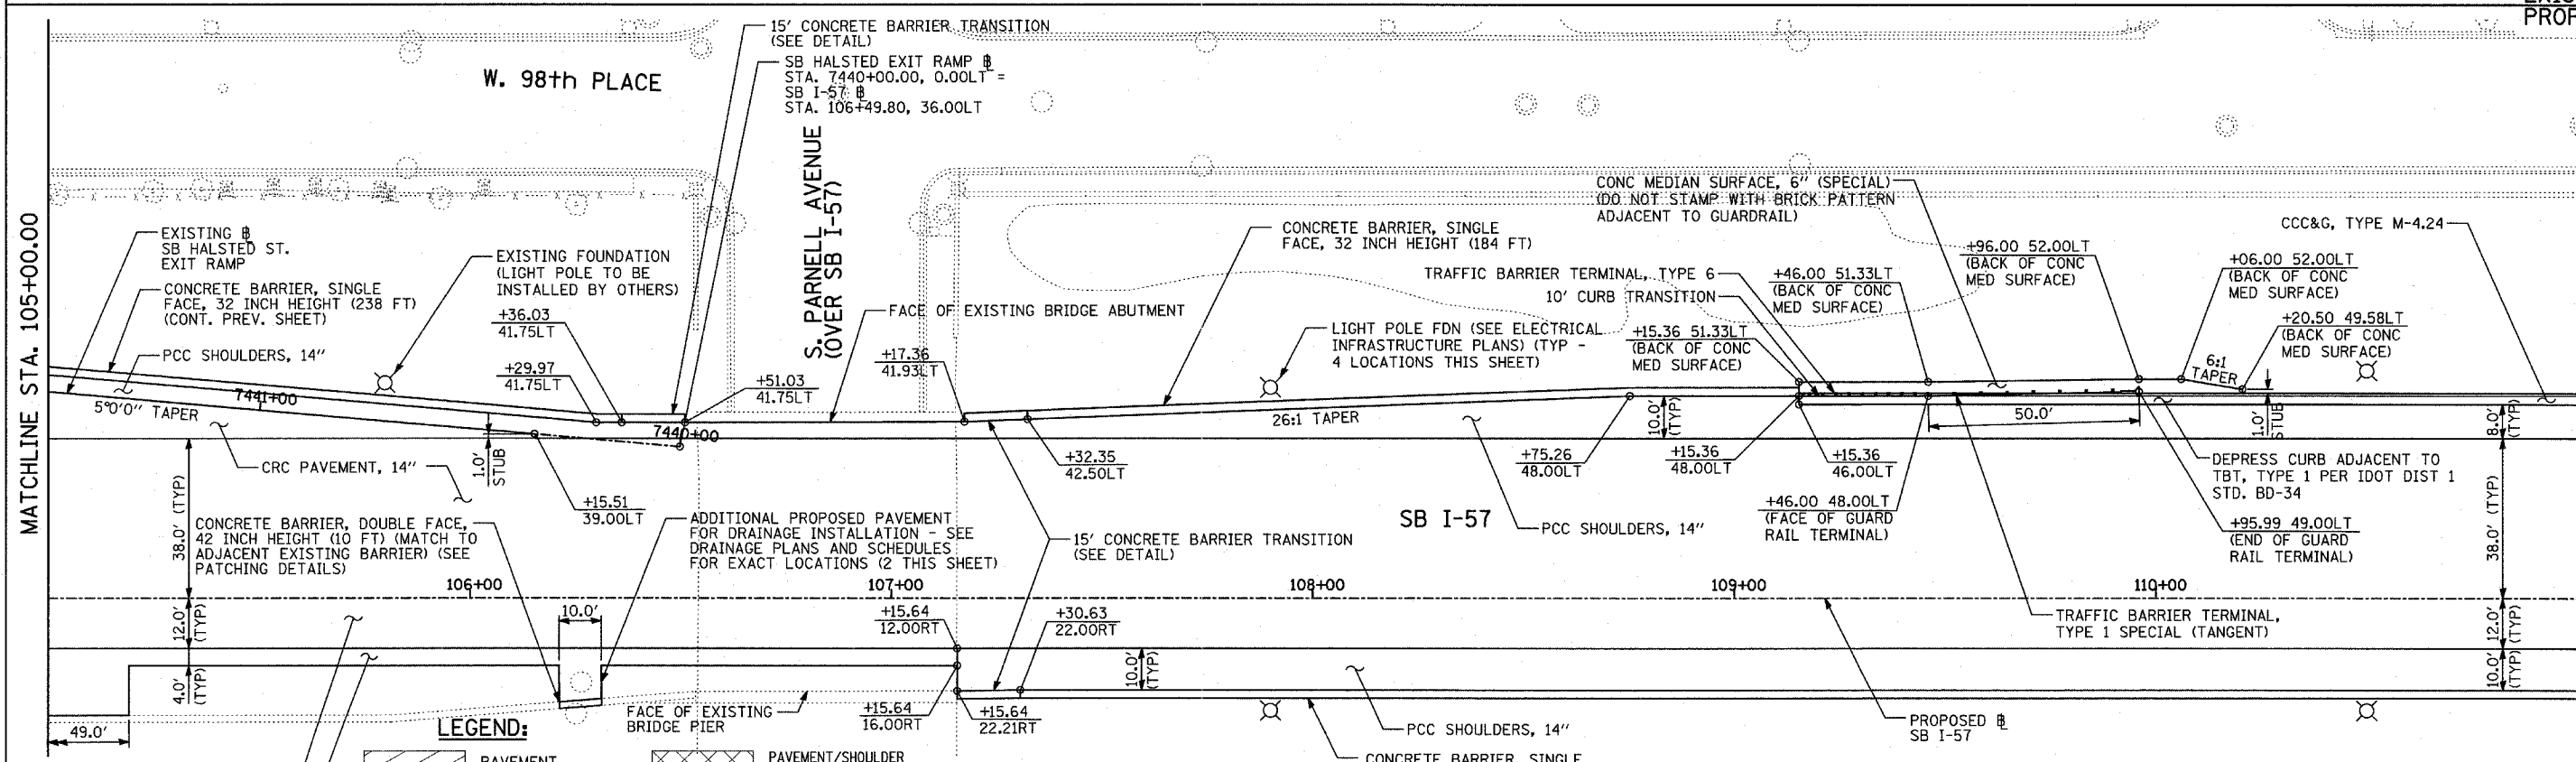 PROP
15' CONCRETE BARRIER TRANSITION
(SEE DETAIL)
SB HALSTED EXIT RAMP ⅊
STA. 7440+00.00, 0.00LT =
SB I-57 ⅊
STA. 106+49.80, 36.00LT
W. 98th PLACE
S. PARNELL AVENUE
(OVER SB I-57)
MATCHLINE STA. 105+00.00
EXISTING ⅊
SB HALSTED ST.
EXIT RAMP
CONCRETE BARRIER, SINGLE
FACE, 32 INCH HEIGHT (238 FT)
(CONT. PREV. SHEET)
PCC SHOULDERS, 14"
EXISTING FOUNDATION
(LIGHT POLE TO BE
INSTALLED BY OTHERS)
+36.03
41.75LT
+29.97
41.75LT
+51.03
41.75LT
FACE OF EXISTING BRIDGE ABUTMENT
+17.36
41.93LT
CONCRETE BARRIER, SINGLE
FACE, 32 INCH HEIGHT (184 FT)
LIGHT POLE FDN (SEE ELECTRICAL
INFRASTRUCTURE PLANS) (TYP -
4 LOCATIONS THIS SHEET)
CONC MEDIAN SURFACE, 6" (SPECIAL)
(DO NOT STAMP WITH BRICK PATTERN
ADJACENT TO GUARDRAIL)
TRAFFIC BARRIER TERMINAL, TYPE 6
10' CURB TRANSITION
+15.36 51.33LT
(BACK OF CONC
MED SURFACE)
+46.00 51.33LT
(BACK OF CONC
MED SURFACE)
+96.00 52.00LT
(BACK OF CONC
MED SURFACE)
CCC&G, TYPE M-4.24
+06.00 52.00LT
(BACK OF CONC
MED SURFACE)
+20.50 49.58LT
(BACK OF CONC
MED SURFACE)
6:1
TAPER
5°0'0" TAPER
7441+00
7440+00
26:1 TAPER
10.0'
(TYP)
50.0'
1.0'
STUB
8.0'
(TYP)
CRC PAVEMENT, 14"
1.0'
STUB
+15.51
39.00LT
+32.35
42.50LT
+75.26
48.00LT
+15.36
48.00LT
+15.36
46.00LT
+46.00 48.00LT
(FACE OF GUARD
RAIL TERMINAL)
DEPRESS CURB ADJACENT TO
TBT, TYPE 1 PER IDOT DIST 1
STD. BD-34
+95.99 49.00LT
(END OF GUARD
RAIL TERMINAL)
38.0' (TYP)
CONCRETE BARRIER, DOUBLE FACE,
42 INCH HEIGHT (10 FT) (MATCH TO
ADJACENT EXISTING BARRIER) (SEE
PATCHING DETAILS)
ADDITIONAL PROPOSED PAVEMENT
FOR DRAINAGE INSTALLATION - SEE
DRAINAGE PLANS AND SCHEDULES
FOR EXACT LOCATIONS (2 THIS SHEET)
15' CONCRETE BARRIER TRANSITION
(SEE DETAIL)
SB I-57
PCC SHOULDERS, 14"
38.0' (TYP)
106+00
107+00
108+00
109+00
110+00
12.0'
(TYP)
10.0'
+15.64
12.00RT
+30.63
22.00RT
TRAFFIC BARRIER TERMINAL,
TYPE 1 SPECIAL (TANGENT)
12.0'
(TYP)
4.0'
(TYP)
10.0'
(TYP)
10.0'
(TYP)
49.0'
LEGEND:
FACE OF EXISTING
BRIDGE PIER
+15.64
16.00RT
+15.64
22.21RT
PCC SHOULDERS, 14"
PROPOSED ⅊
SB I-57
PAVEMENT
PAVEMENT/SHOULDER
CONCRETE BARRIER, SINGLE